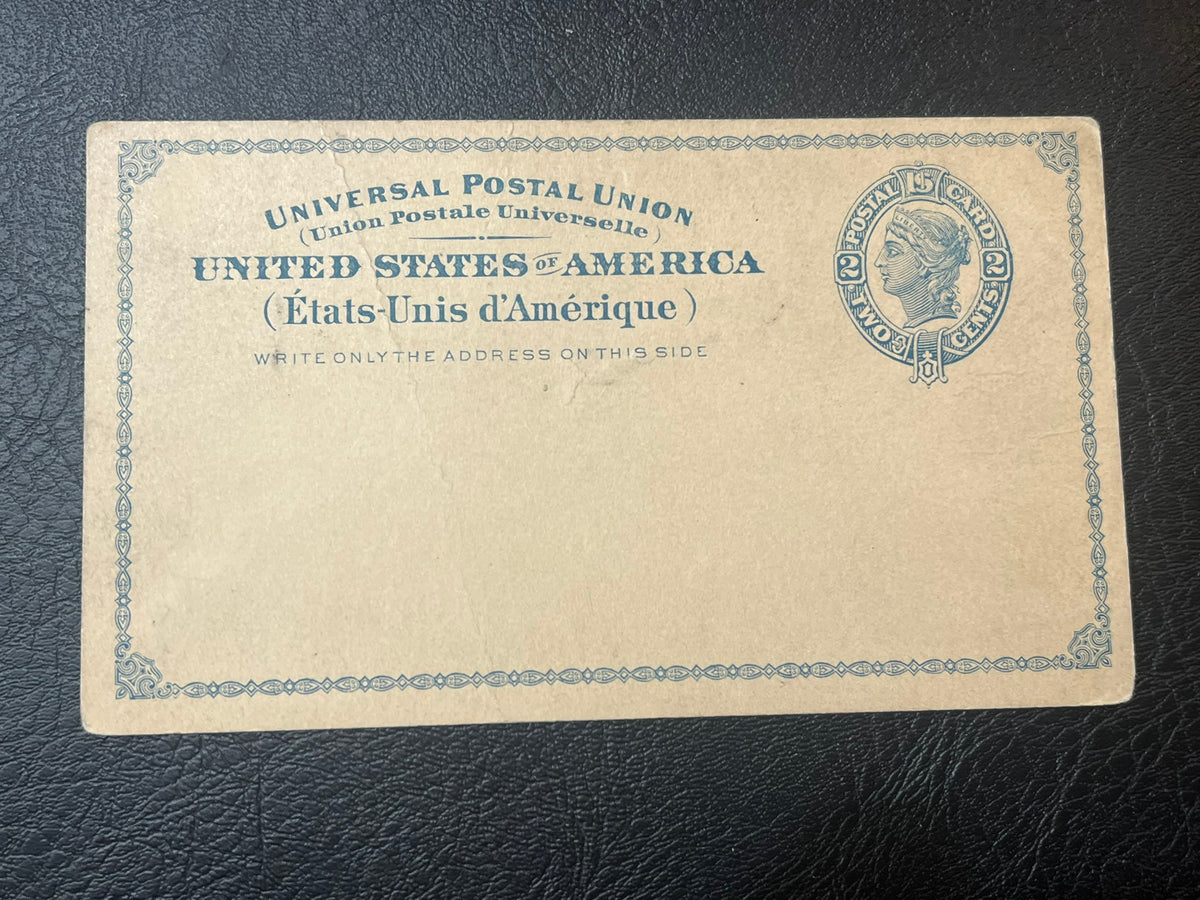 UNIVERSAL POSTAL UNION
(Union Postale Universelle)
UNITED STATES OF AMERICA
(États-Unis d'Amérique)
WRITE ONLY THE ADDRESS ON THIS SIDE
U.S. POSTAL CARD
LIBERTY
2 2
TWO CENTS